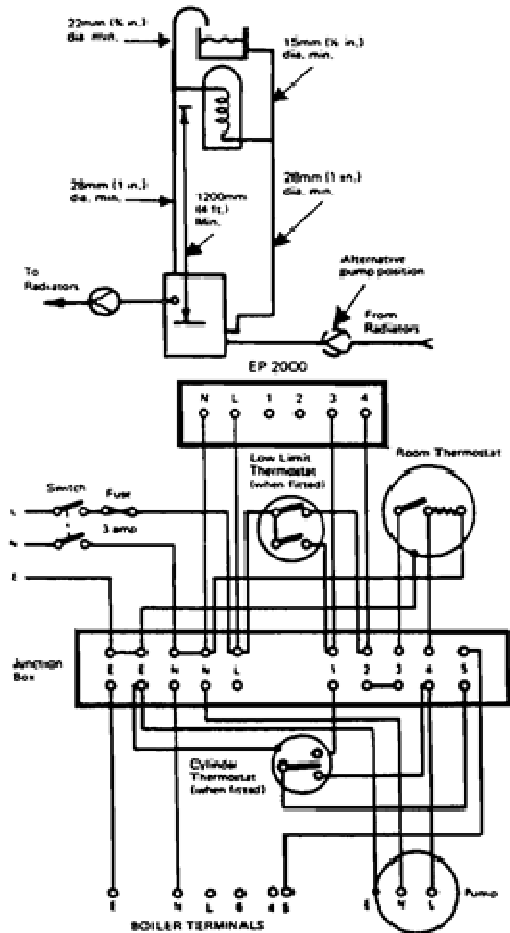 22mm (¾ in.)
dia. min.
15mm (½ in.)
dia. min.
28mm (1 in.)
dia. min.
1200mm
(4 ft.)
Min.
28mm (1 in.)
dia. min.
To
Radiators
Alternative
pump position
From
Radiators
EP 2000
N L 1 2 3 4
Low Limit
Thermostat
(when fitted)
Room Thermostat
Switch
Fuse
L
N
3 amp
E
Junction
Box
E E N N L 1 2 3 4 5
Cylinder
Thermostat
(when fitted)
Pump
E N L
E N L 6 4 5
BOILER TERMINALS